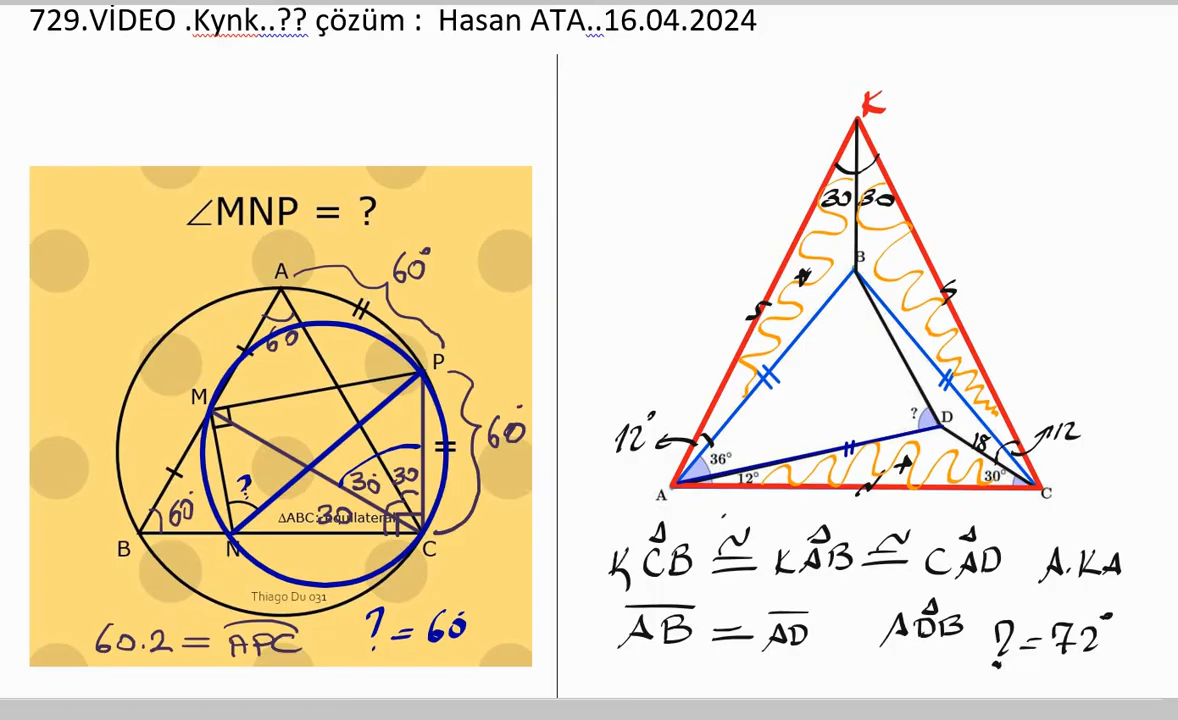 729.VİDEO .Kynk..?? çözüm : Hasan ATA..16.04.2024
∠MNP = ?
A
60°
60
P
M
60°
?
30
30
60°
30
ΔABC: equilateral
B
N
C
Thiago Du 031
60.2 = APC
? = 60
K
30
30
B
12°
36°
12°
?
D
18
12
30°
A
C
KCB ≅ KAB ≅ CAD A.KA
AB = AD ADB ? = 72°